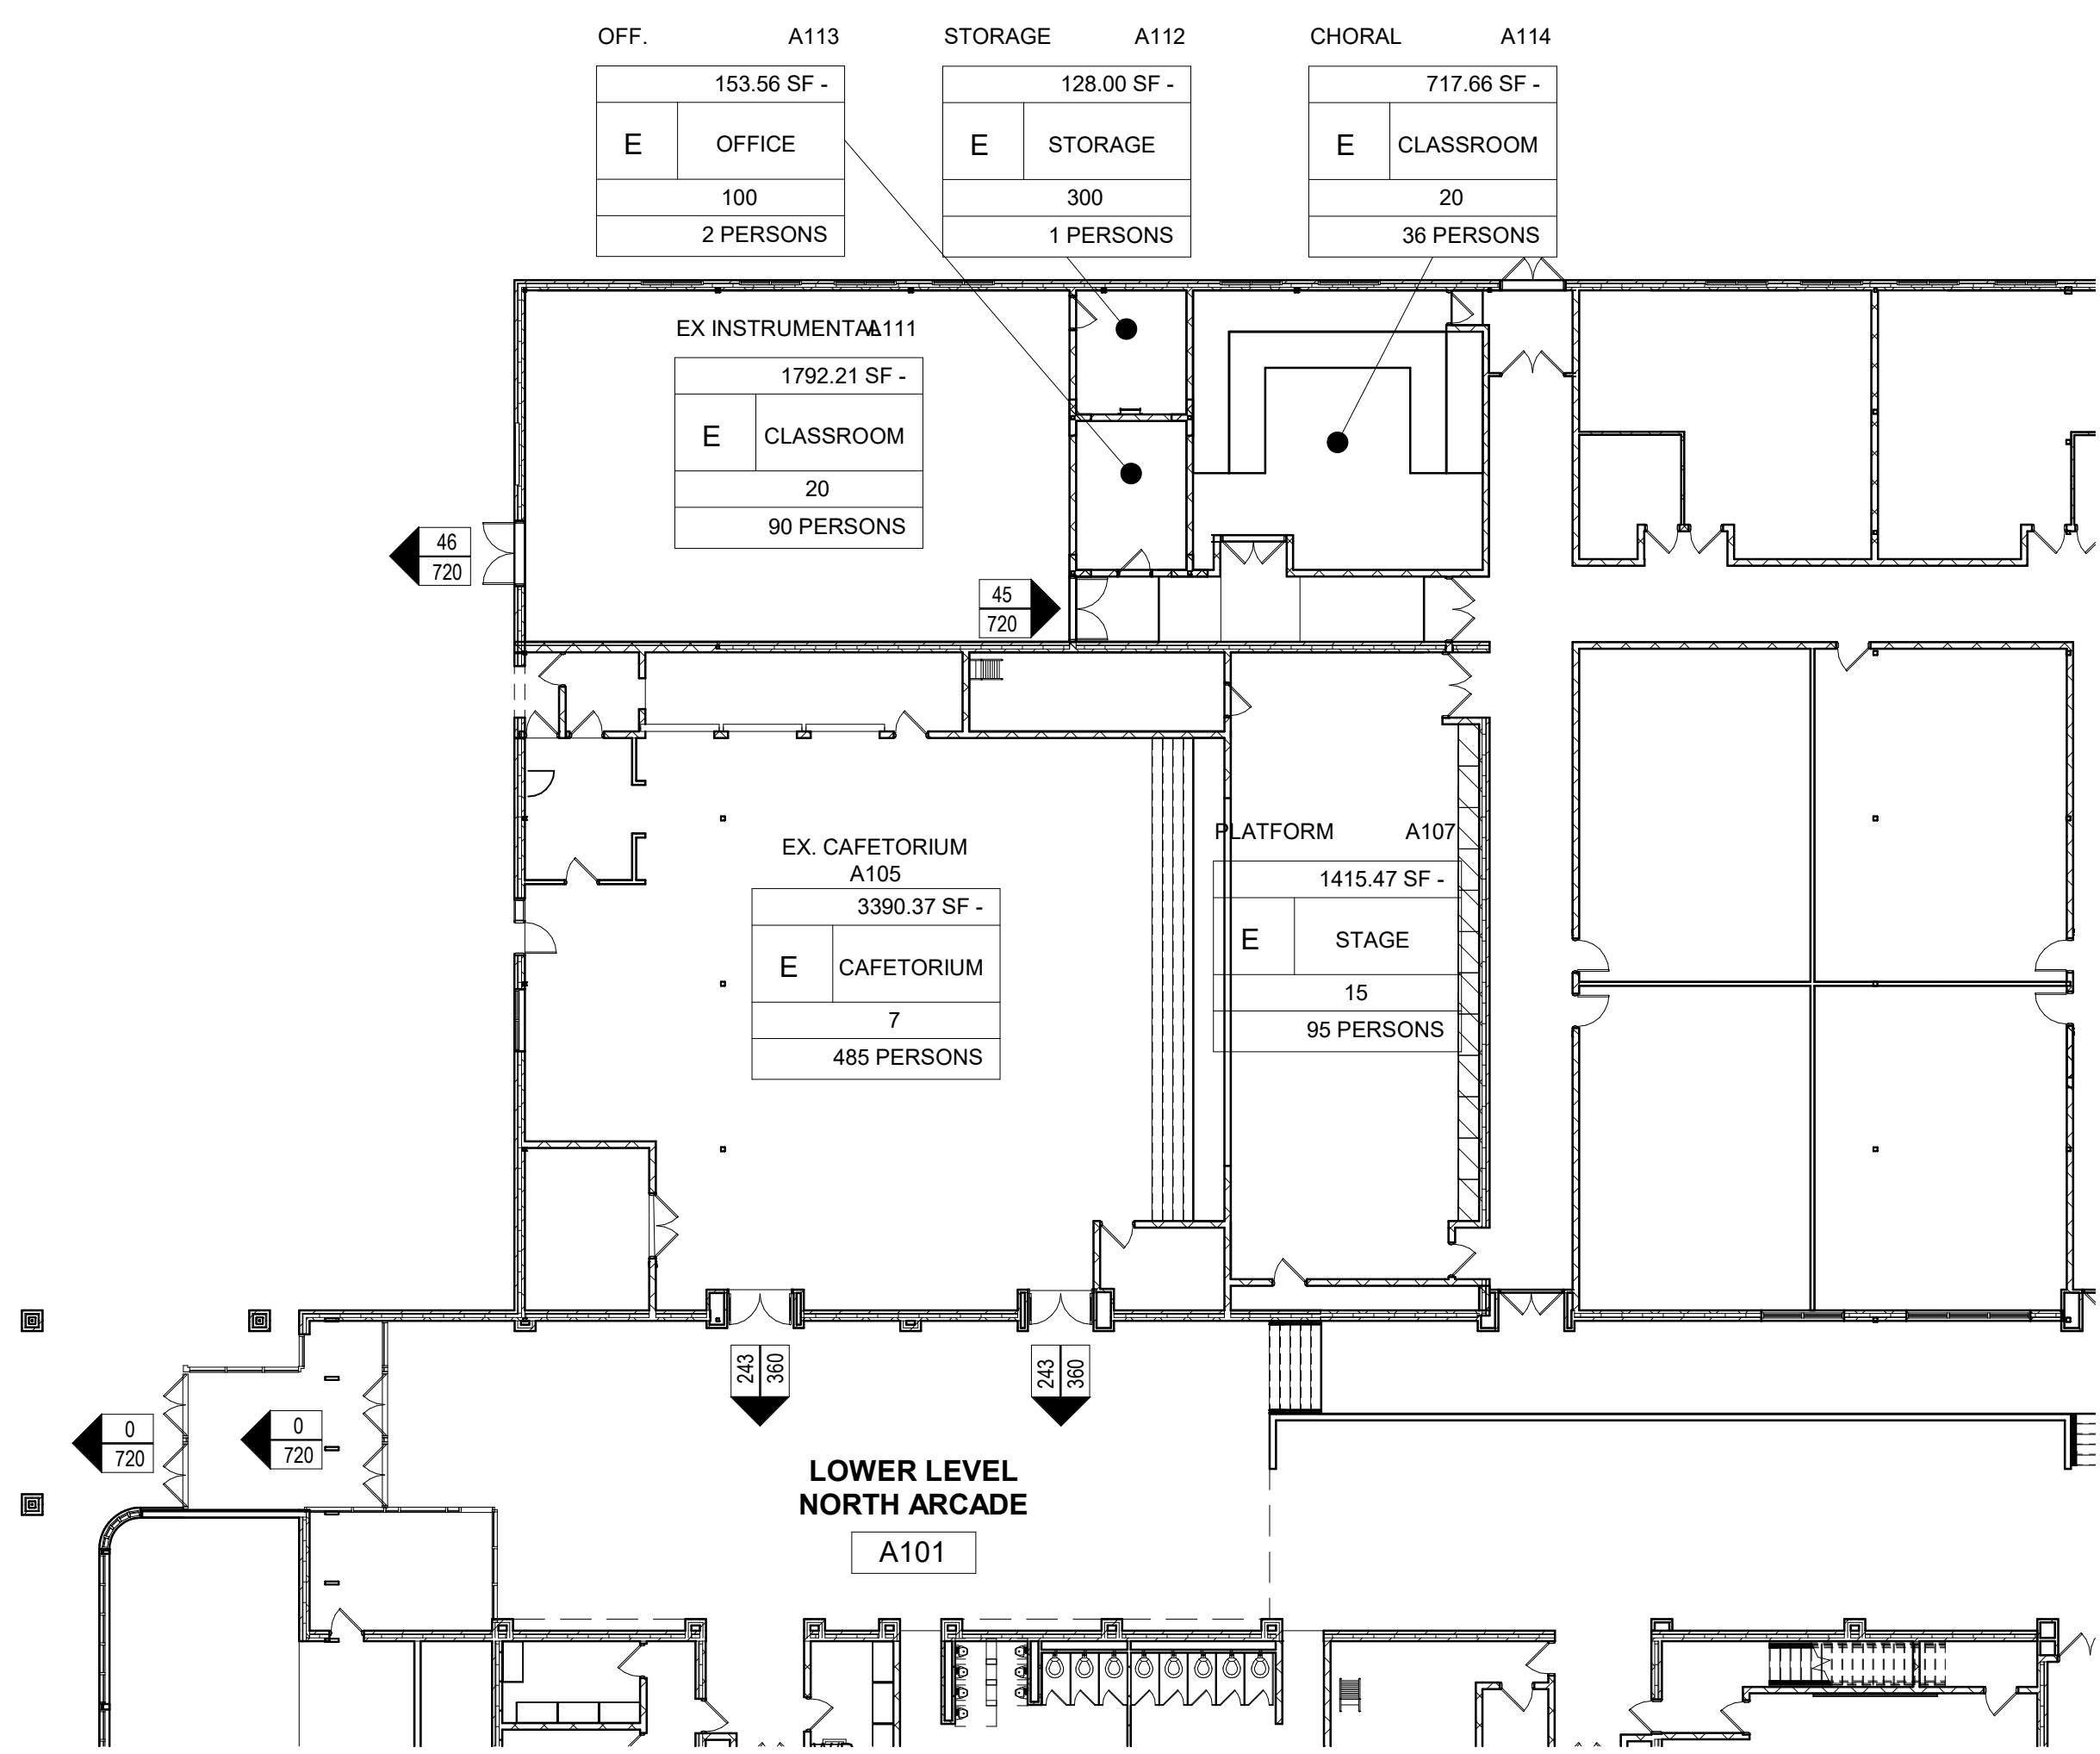 OFF. A113
153.56 SF -
E OFFICE
100
2 PERSONS
STORAGE A112
128.00 SF -
E STORAGE
300
1 PERSONS
CHORAL A114
717.66 SF -
E CLASSROOM
20
36 PERSONS
EX INSTRUMENTAL A111
1792.21 SF -
E CLASSROOM
20
90 PERSONS
46
720
45
720
EX. CAFETORIUM
A105
3390.37 SF -
E CAFETORIUM
7
485 PERSONS
PLATFORM A107
1415.47 SF -
E STAGE
15
95 PERSONS
243
360
243
360
0
720
0
720
LOWER LEVEL
NORTH ARCADE
A101